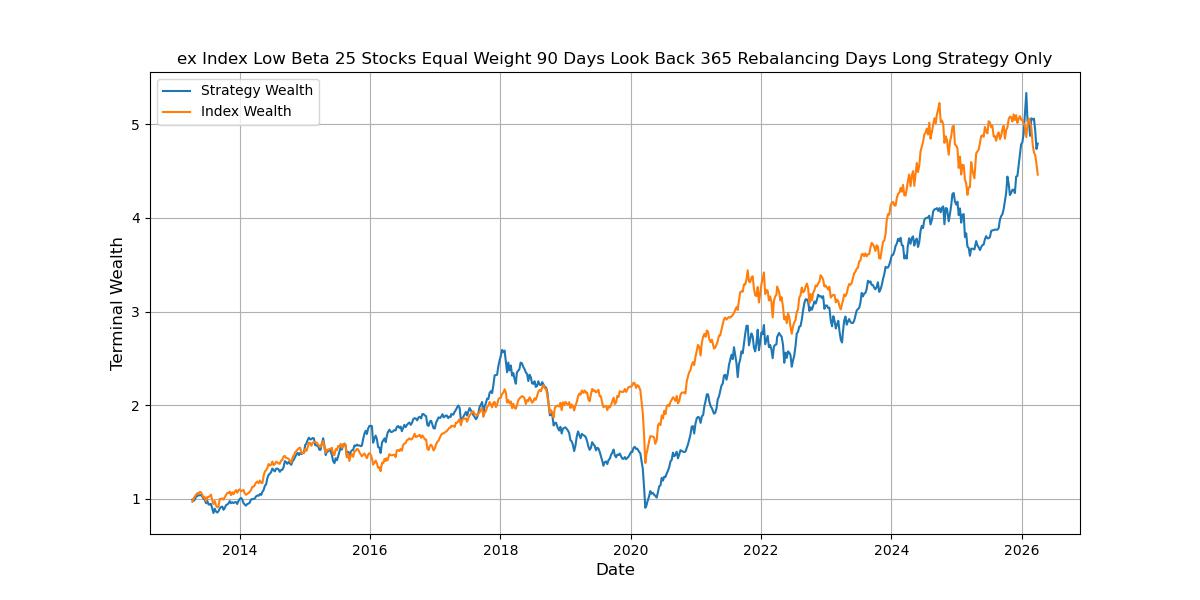 ex Index Low Beta 25 Stocks Equal Weight 90 Days Look Back 365 Rebalancing Days Long Strategy Only
Strategy Wealth
Index Wealth
Terminal Wealth
5
4
3
2
1
2014 2016 2018 2020 2022 2024 2026
Date